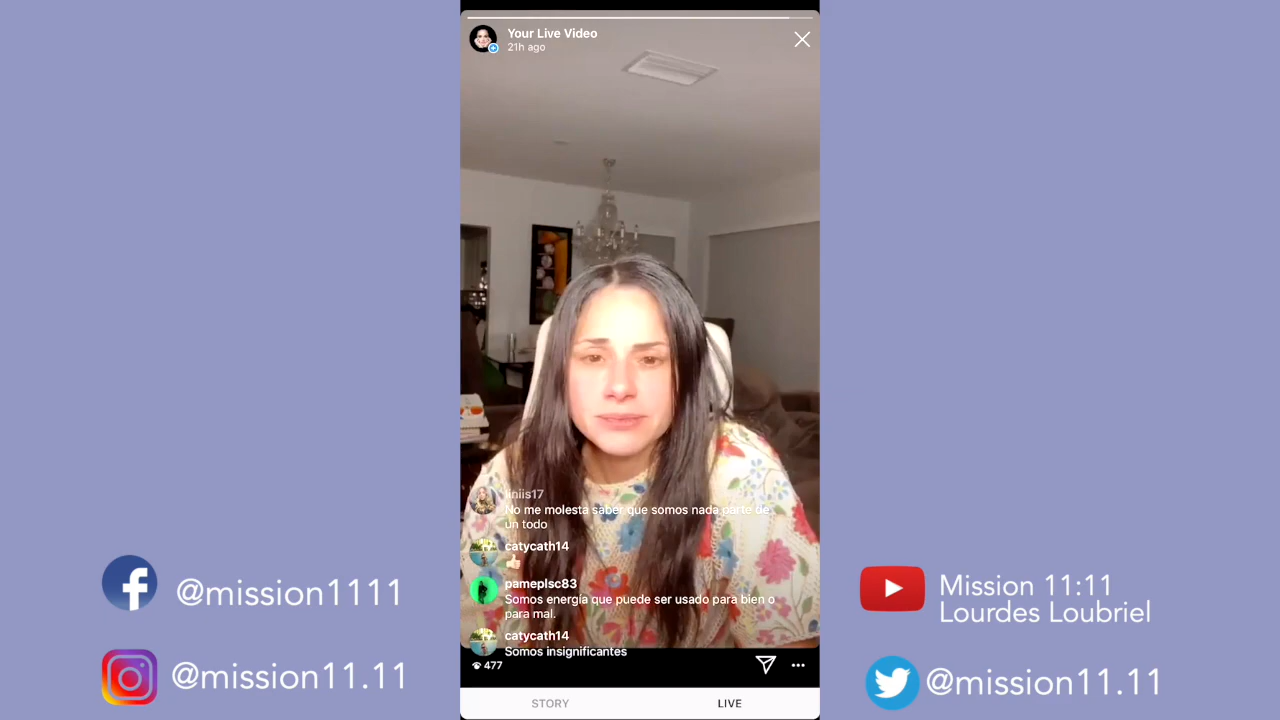 Your Live Video
21h ago
liniis17
No me molesta saber que somos nada parte de
un todo
catycath14
pameplsc83
Somos energía que puede ser usado para bien o
para mal.
catycath14
Somos insignificantes
477
STORY
LIVE
@mission1111
@mission11.11
Mission 11:11
Lourdes Loubriel
@mission11.11